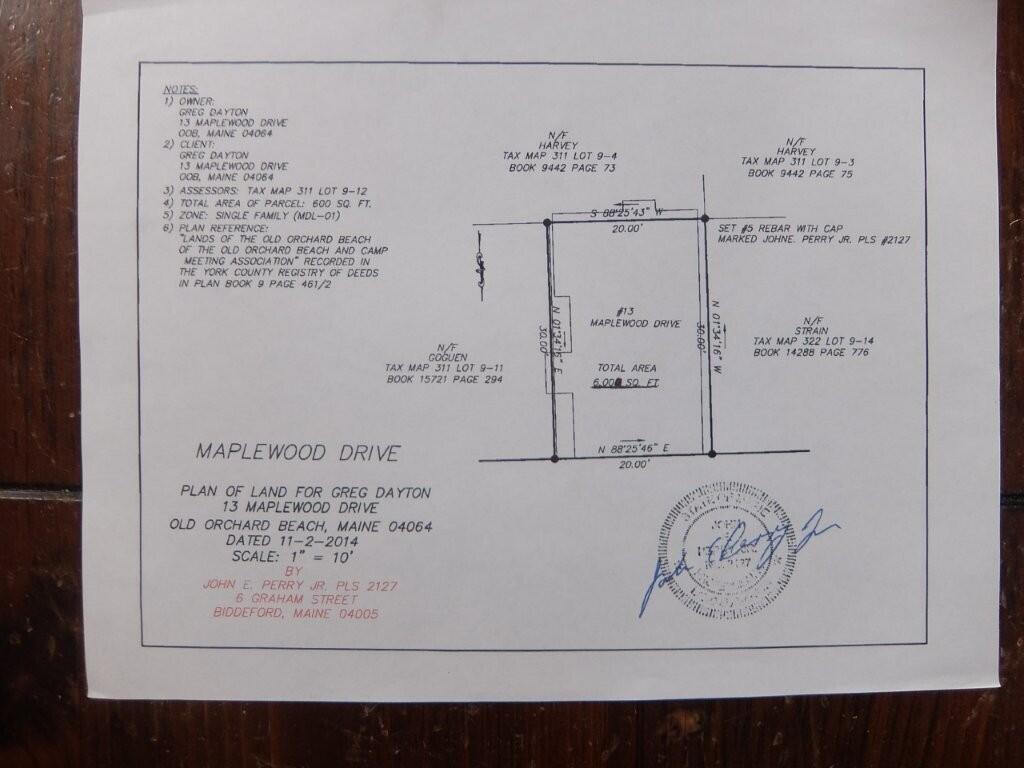 NOTES:
1) OWNER:
GREG DAYTON
13 MAPLEWOOD DRIVE
OOB, MAINE 04064
2) CLIENT:
GREG DAYTON
13 MAPLEWOOD DRIVE
OOB, MAINE 04064
3) ASSESSORS: TAX MAP 311 LOT 9-12
4) TOTAL AREA OF PARCEL: 600 SQ. FT.
5) ZONE: SINGLE FAMILY (MDL-01)
6) PLAN REFERENCE:
"LANDS OF THE OLD ORCHARD BEACH
OF THE OLD ORCHARD BEACH AND CAMP
MEETING ASSOCIATION" RECORDED IN
THE YORK COUNTY REGISTRY OF DEEDS
IN PLAN BOOK 9 PAGE 461/2
N/F
HARVEY
TAX MAP 311 LOT 9-4
BOOK 9442 PAGE 73
N/F
HARVEY
TAX MAP 311 LOT 9-3
BOOK 9442 PAGE 75
S 88°25'43" W
20.00'
SET #5 REBAR WITH CAP
MARKED JOHNE. PERRY JR. PLS #2127
N 01°34'15" E
30.00'
#13
MAPLEWOOD DRIVE
N 01°34'16" W
30.00'
N/F
STRAIN
TAX MAP 322 LOT 9-14
BOOK 14288 PAGE 776
N/F
GOGUEN
TAX MAP 311 LOT 9-11
BOOK 15721 PAGE 294
TOTAL AREA
SQ. FT
N 88°25'46" E
20.00'
MAPLEWOOD DRIVE
PLAN OF LAND FOR GREG DAYTON
13 MAPLEWOOD DRIVE
OLD ORCHARD BEACH, MAINE 04064
DATED 11-2-2014
SCALE: 1" = 10'
BY
JOHN E. PERRY JR. PLS 2127
6 GRAHAM STREET
BIDDEFORD, MAINE 04005
STATE OF MAINE
JOHN